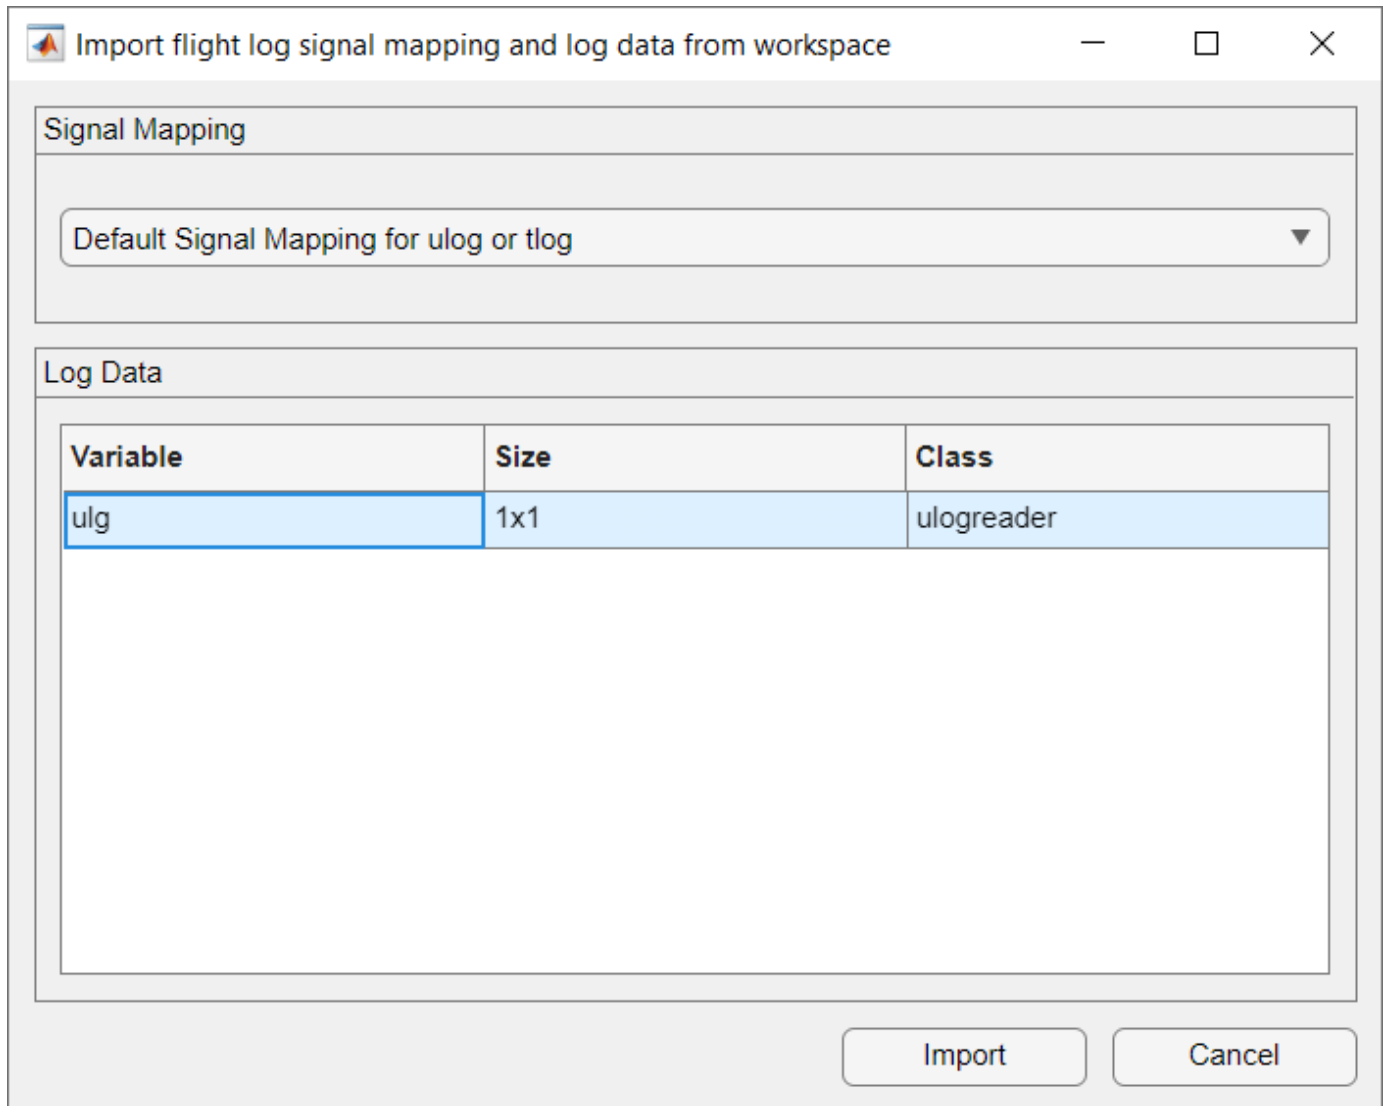 Import flight log signal mapping and log data from workspace
Signal Mapping
Default Signal Mapping for ulog or tlog
Log Data
Variable Size Class
ulg 1x1 ulogreader
Import Cancel